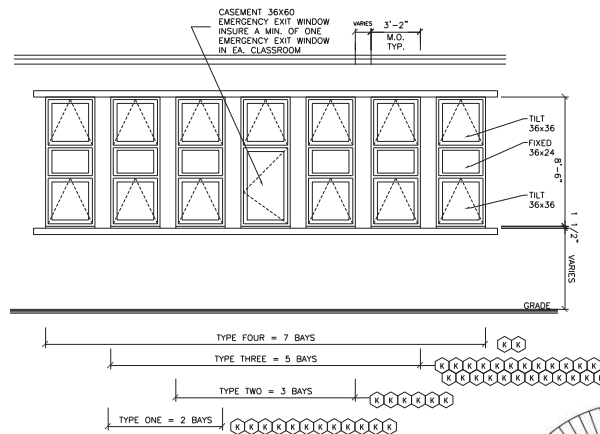 CASEMENT 36X60
EMERGENCY EXIT WINDOW
INSURE A MIN. OF ONE
EMERGENCY EXIT WINDOW
IN EA. CLASSROOM
VARIES
3'-2"
M.O.
TYP.
TILT
36x36
FIXED
36x24
8'-6"
TILT
36x36
1 1/2"
VARIES
GRADE
TYPE FOUR = 7 BAYS
K K
TYPE THREE = 5 BAYS
K K K K K K K K K K K K
K K K K K K K K K K K K
TYPE TWO = 3 BAYS
K K K K K K
TYPE ONE = 2 BAYS
K K K K K K K K K K K K